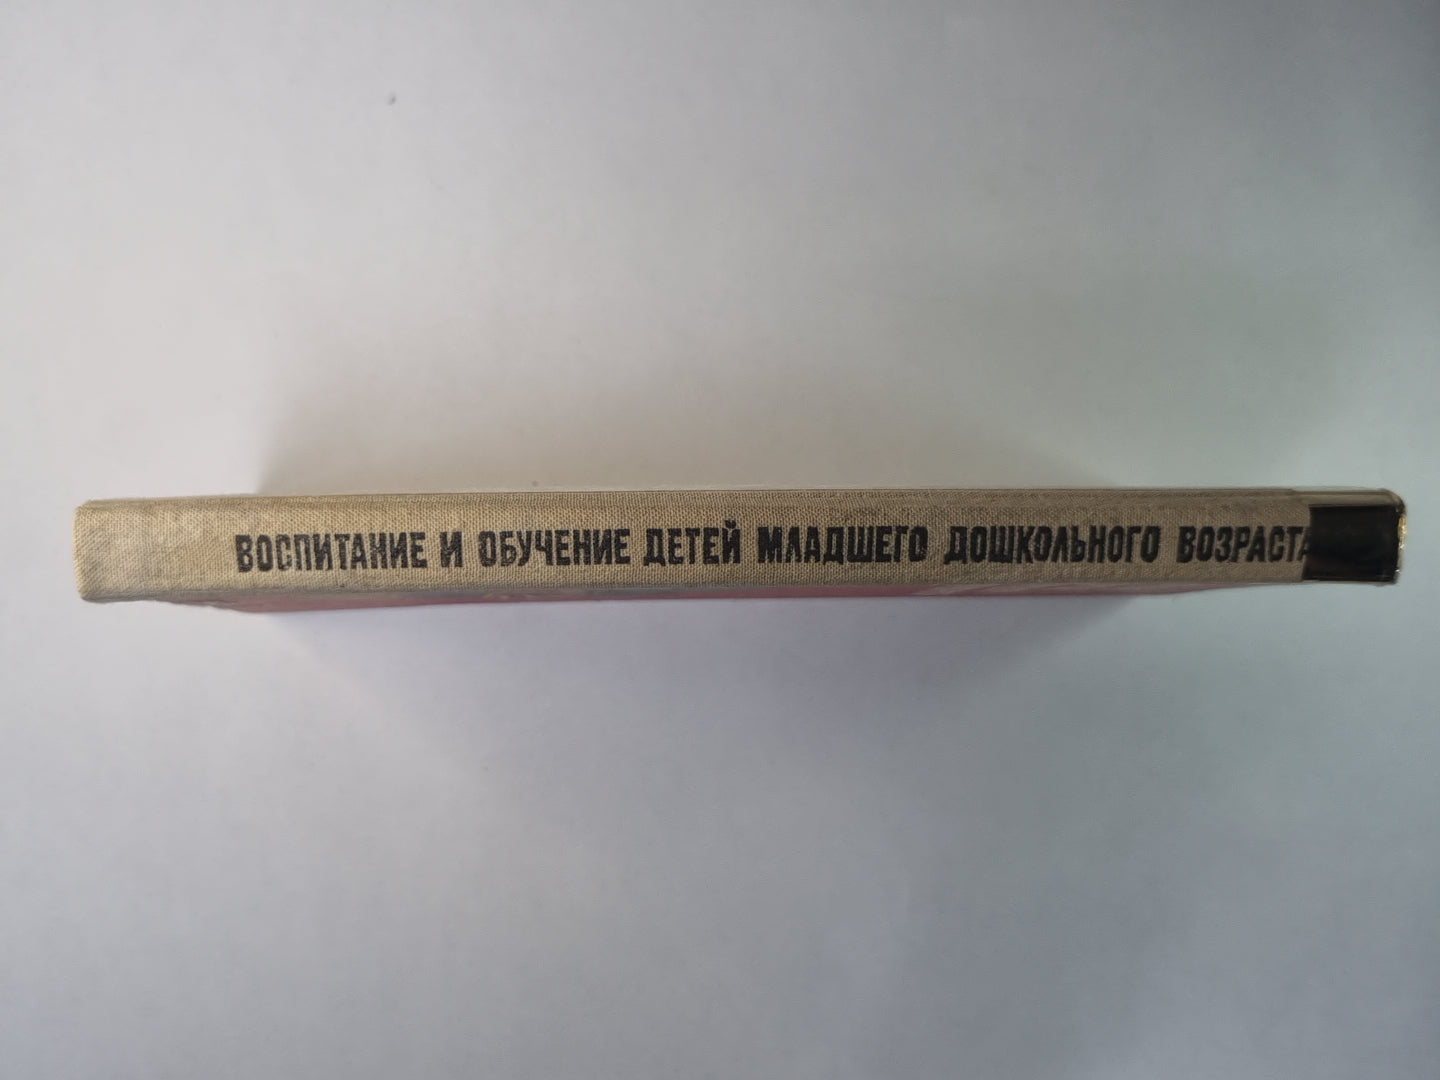 ВОСПИТАНИЕ И ОБУЧЕНИЕ ДЕТЕЙ МЛАДШЕГО ДОШКОЛЬНОГО ВОЗРАСТА